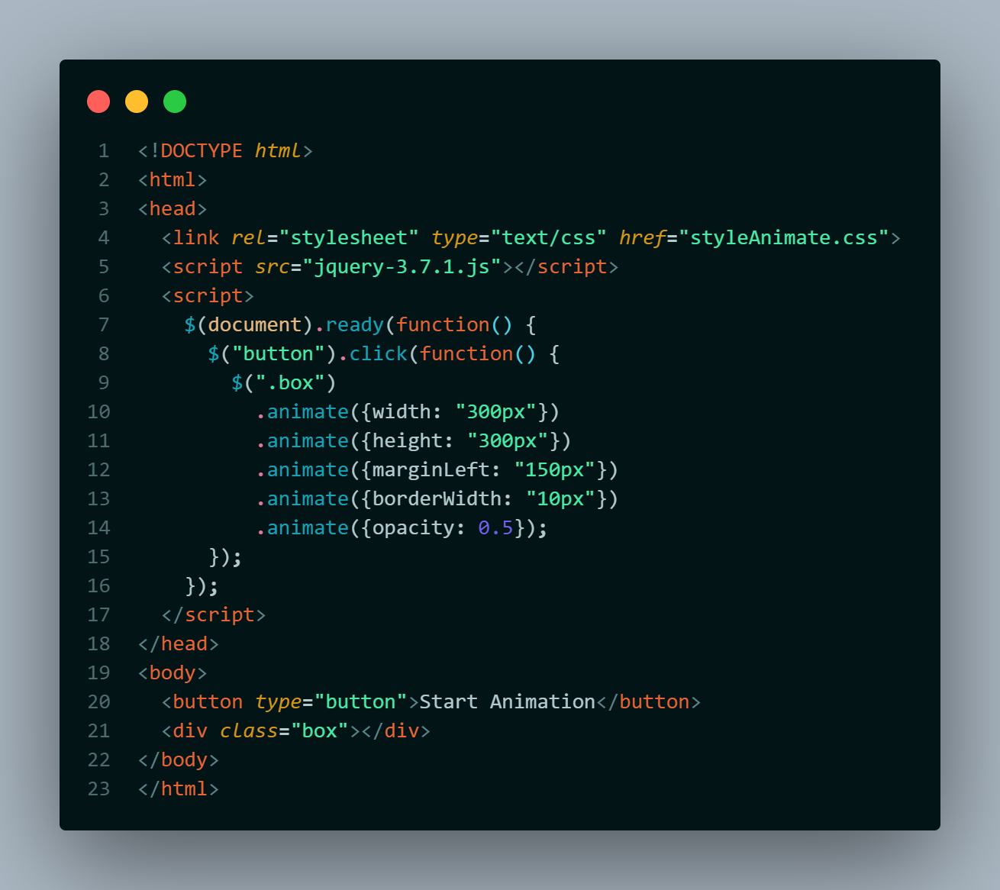 1 <!DOCTYPE html>
2 <html>
3 <head>
4   <link rel="stylesheet" type="text/css" href="styleAnimate.css">
5   <script src="jquery-3.7.1.js"></script>
6   <script>
7     $(document).ready(function() {
8       $("button").click(function() {
9         $(".box")
10           .animate({width: "300px"})
11           .animate({height: "300px"})
12           .animate({marginLeft: "150px"})
13           .animate({borderWidth: "10px"})
14           .animate({opacity: 0.5});
15       });
16     });
17   </script>
18 </head>
19 <body>
20   <button type="button">Start Animation</button>
21   <div class="box"></div>
22 </body>
23 </html>